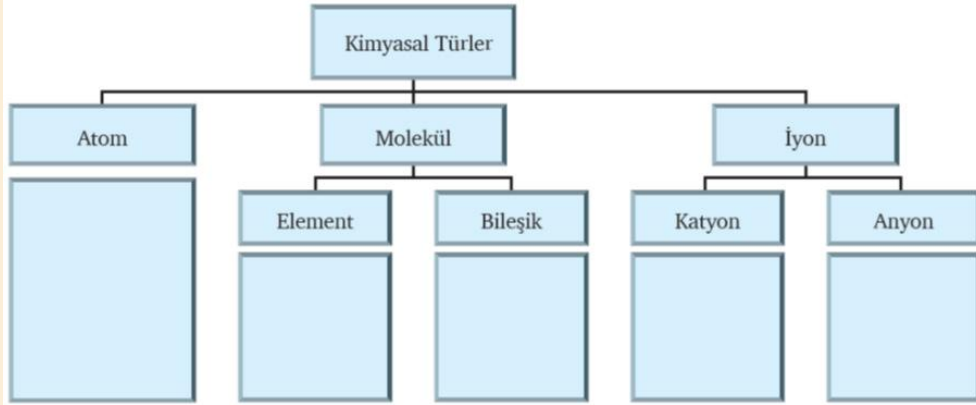 Kimyasal Türler
Atom
Molekül
İyon
Element
Bileşik
Katyon
Anyon